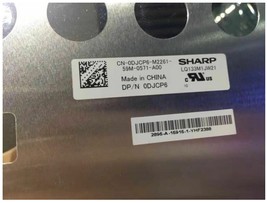 CN-0DJCP6-M2261-
59M-0571-A00
Made in CHINA
DP/N 0DJCP6
SHARP
LQ133M1JW21